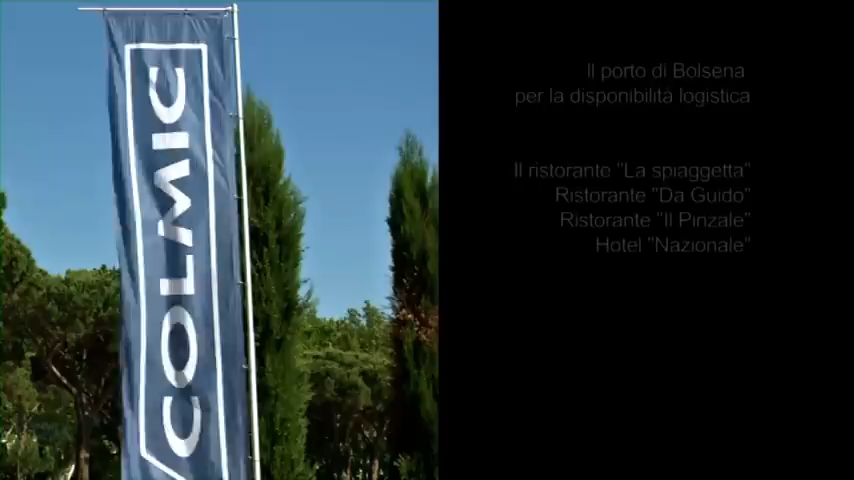 COLMIC
Il porto di Bolsena
per la disponibilità logistica
Il ristorante "La spiaggetta"
Ristorante "Da Guido"
Ristorante "Il Pinzale"
Hotel "Nazionale"